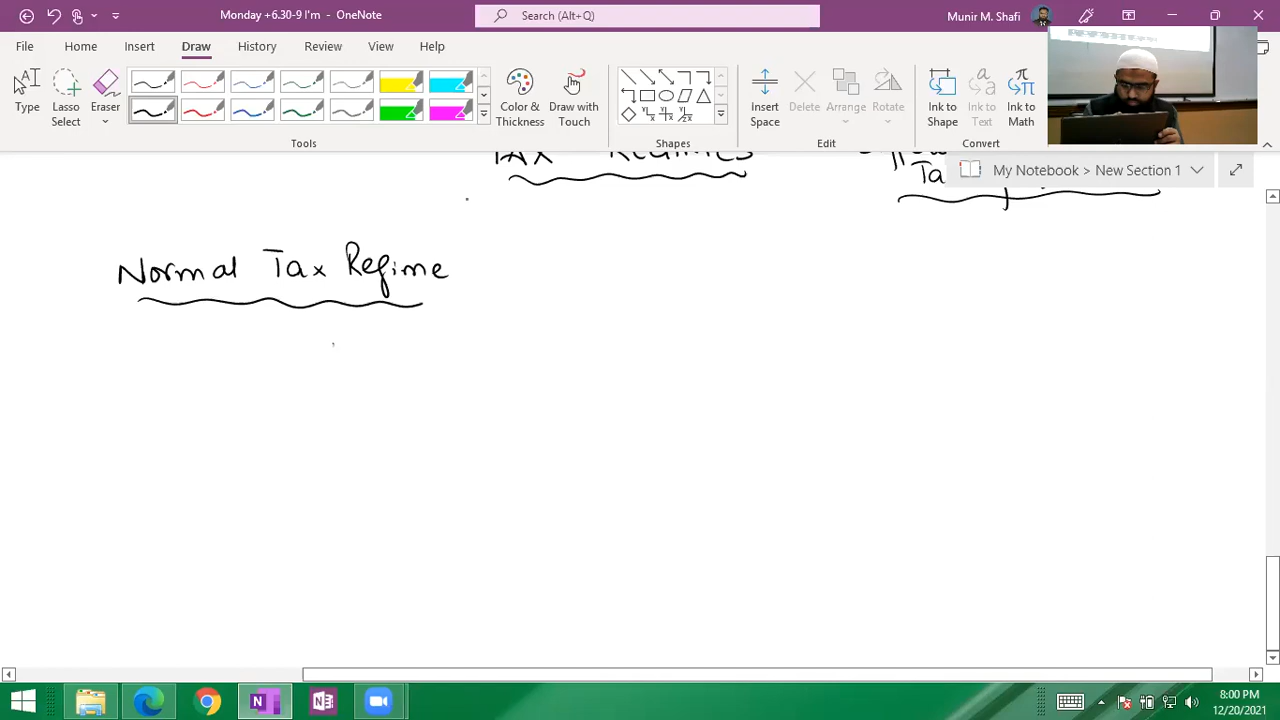 Monday +6.30-9 I'm - OneNote
Search (Alt+Q)
Munir M. Shafi
File Home Insert Draw History Review View Help
Type
Lasso Select
Eraser
Color & Thickness
Draw with Touch
Insert Space
Delete
Arrange
Rotate
Ink to Shape
Ink to Text
Ink to Math
Tools Shapes Edit Convert
TAX Regimes
My Notebook > New Section 1
Normal Tax Regime
8:00 PM
12/20/2021